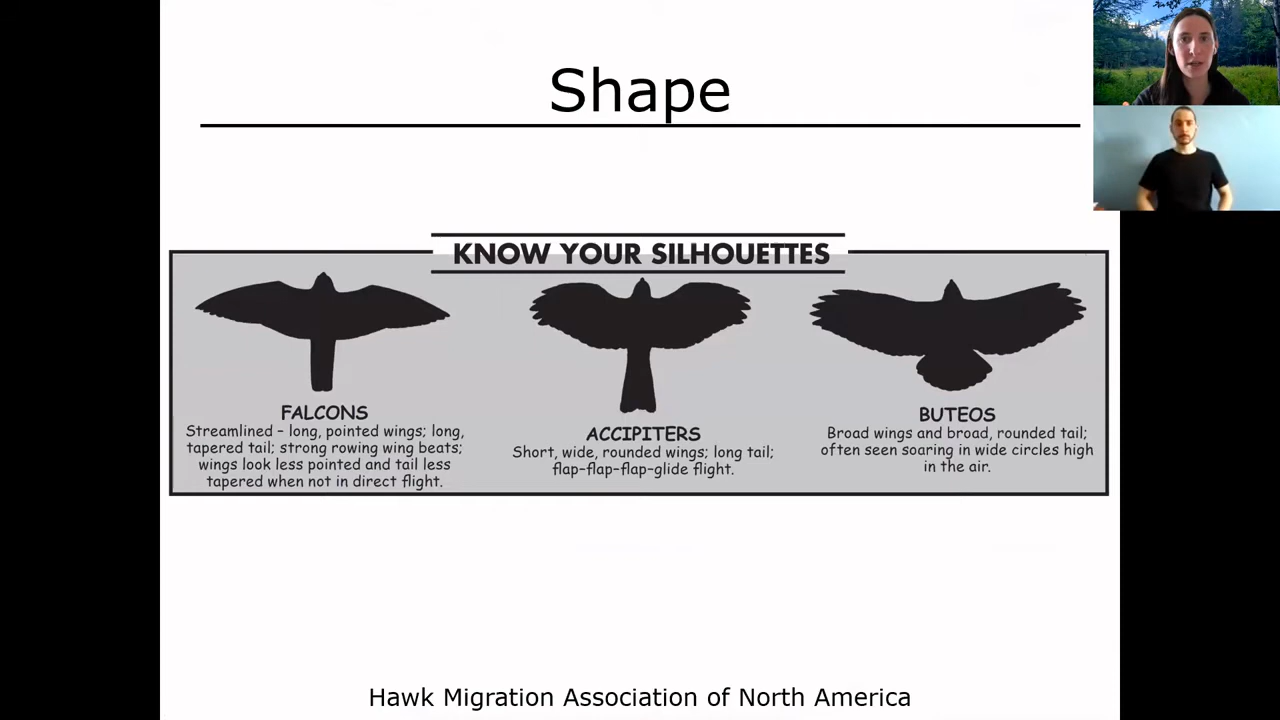 Shape
KNOW YOUR SILHOUETTES
FALCONS
Streamlined – long, pointed wings; long,
tapered tail; strong rowing wing beats;
wings look less pointed and tail less
tapered when not in direct flight.
ACCIPITERS
Short, wide, rounded wings; long tail;
flap–flap–flap–glide flight.
BUTEOS
Broad wings and broad, rounded tail;
often seen soaring in wide circles high
in the air.
Hawk Migration Association of North America